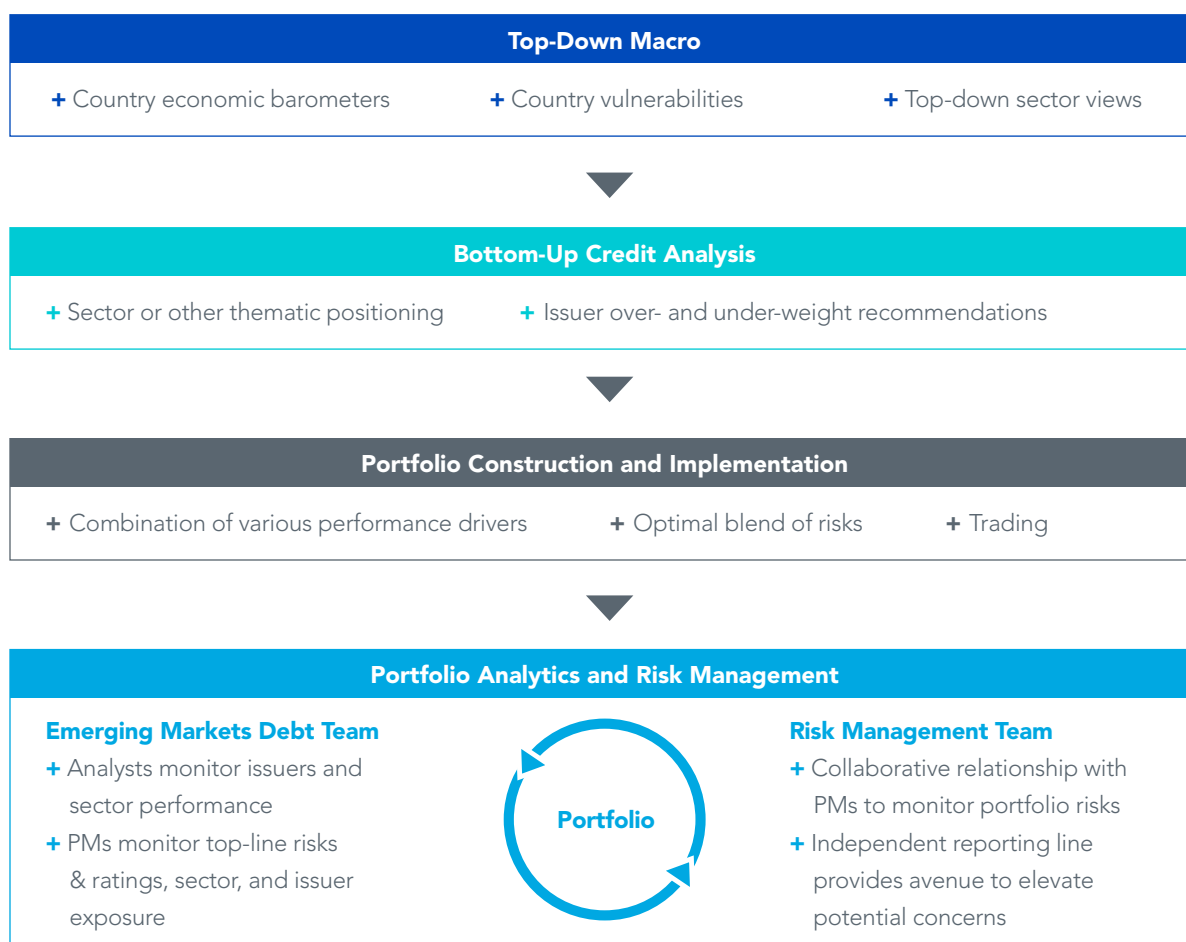 Top-Down Macro
+ Country economic barometers + Country vulnerabilities + Top-down sector views
Bottom-Up Credit Analysis
+ Sector or other thematic positioning + Issuer over- and under-weight recommendations
Portfolio Construction and Implementation
+ Combination of various performance drivers + Optimal blend of risks + Trading
Portfolio Analytics and Risk Management
Emerging Markets Debt Team
+ Analysts monitor issuers and
sector performance
+ PMs monitor top-line risks
& ratings, sector, and issuer
exposure
Portfolio
Risk Management Team
+ Collaborative relationship with
PMs to monitor portfolio risks
+ Independent reporting line
provides avenue to elevate
potential concerns